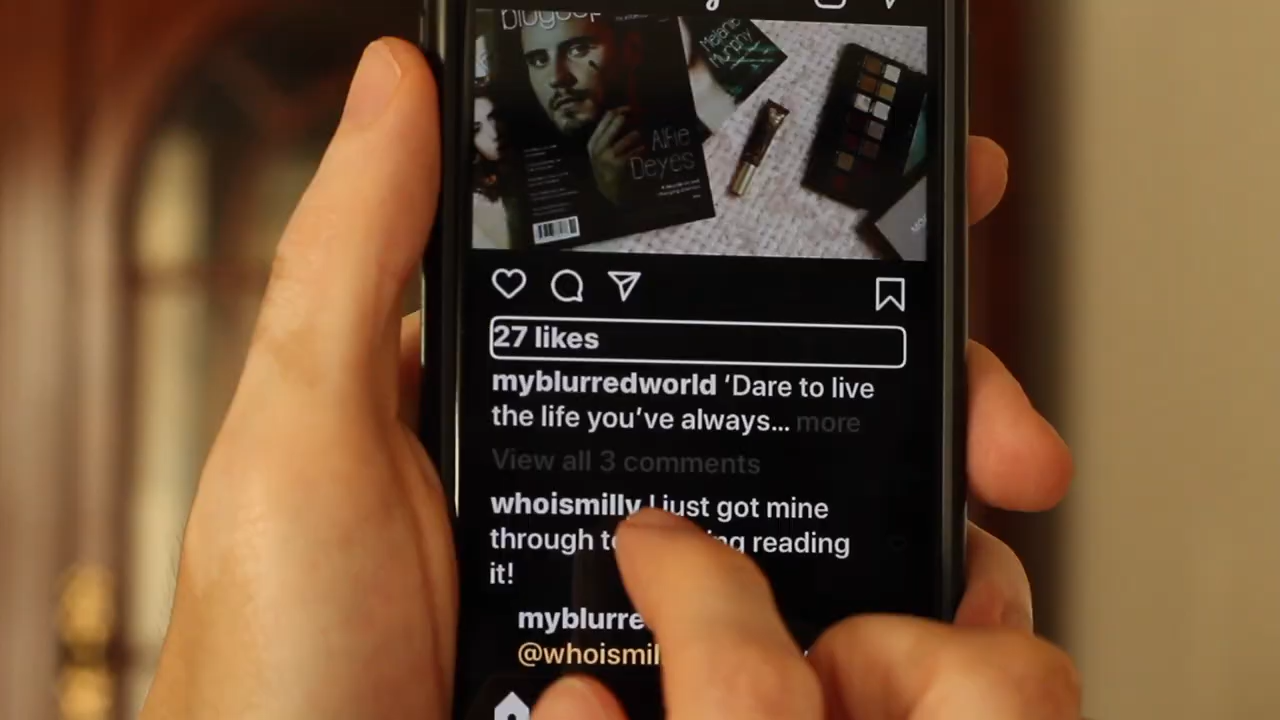 Melanie
Murphy
Alfie
Deyes
27 likes
myblurredworld ‘Dare to live
the life you’ve always... more
View all 3 comments
whoismilly I just got mine
through reading
it!
myblurre
@whoismil